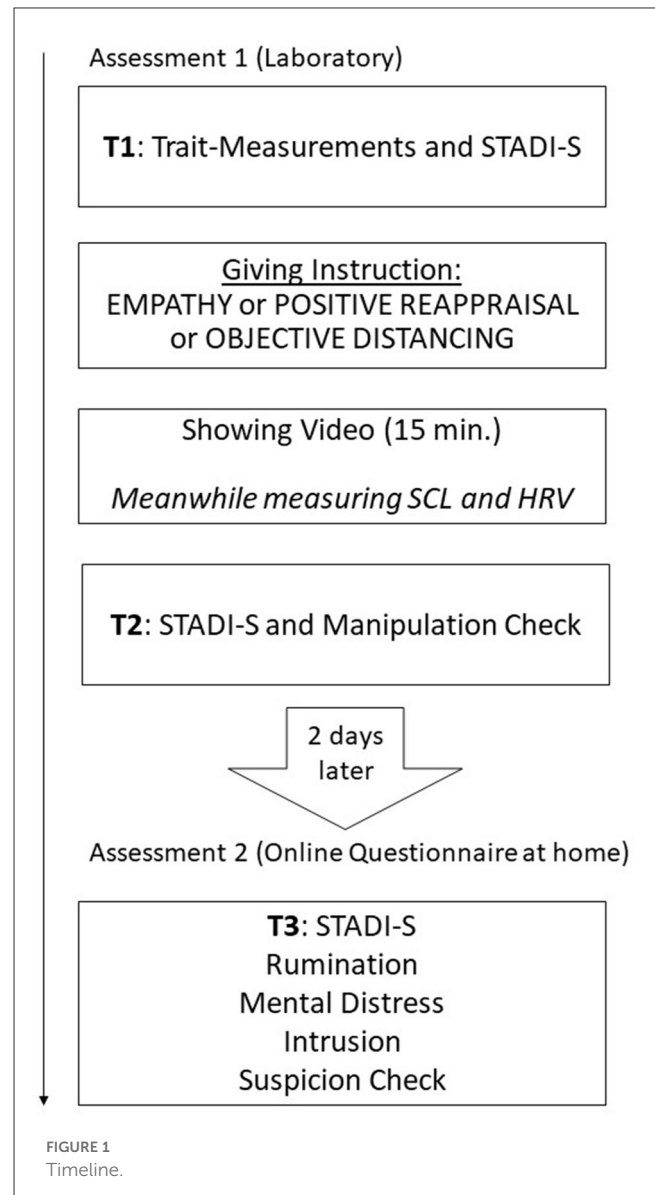 Assessment 1 (Laboratory)
T1: Trait-Measurements and STADI-S
Giving Instruction:
EMPATHY or POSITIVE REAPPRAISAL
or OBJECTIVE DISTANCING
Showing Video (15 min.)
Meanwhile measuring SCL and HRV
T2: STADI-S and Manipulation Check
2 days
later
Assessment 2 (Online Questionnaire at home)
T3: STADI-S
Rumination
Mental Distress
Intrusion
Suspicion Check
FIGURE 1
Timeline.